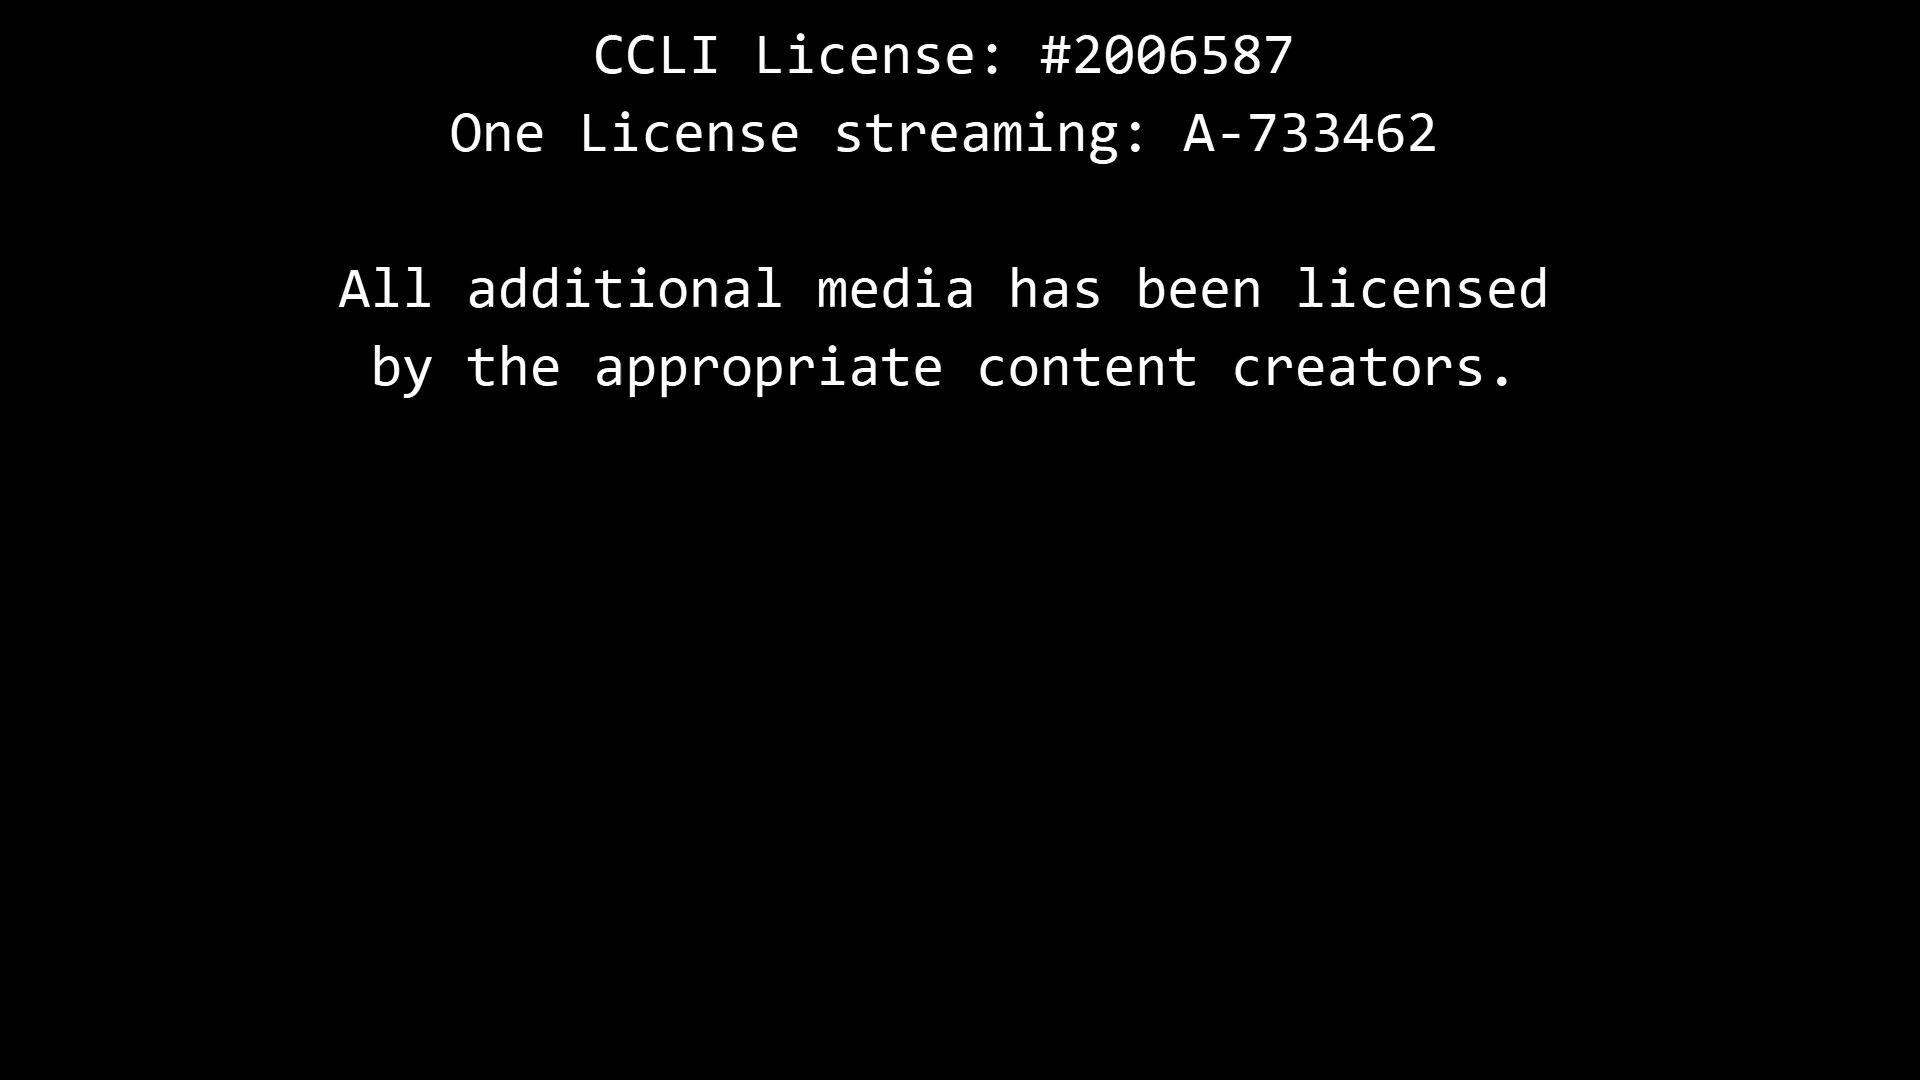 CCLI License: #2006587
One License streaming: A-733462
All additional media has been licensed
by the appropriate content creators.